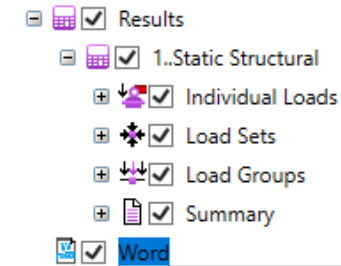 Results
1..Static Structural
Individual Loads
Load Sets
Load Groups
Summary
Word